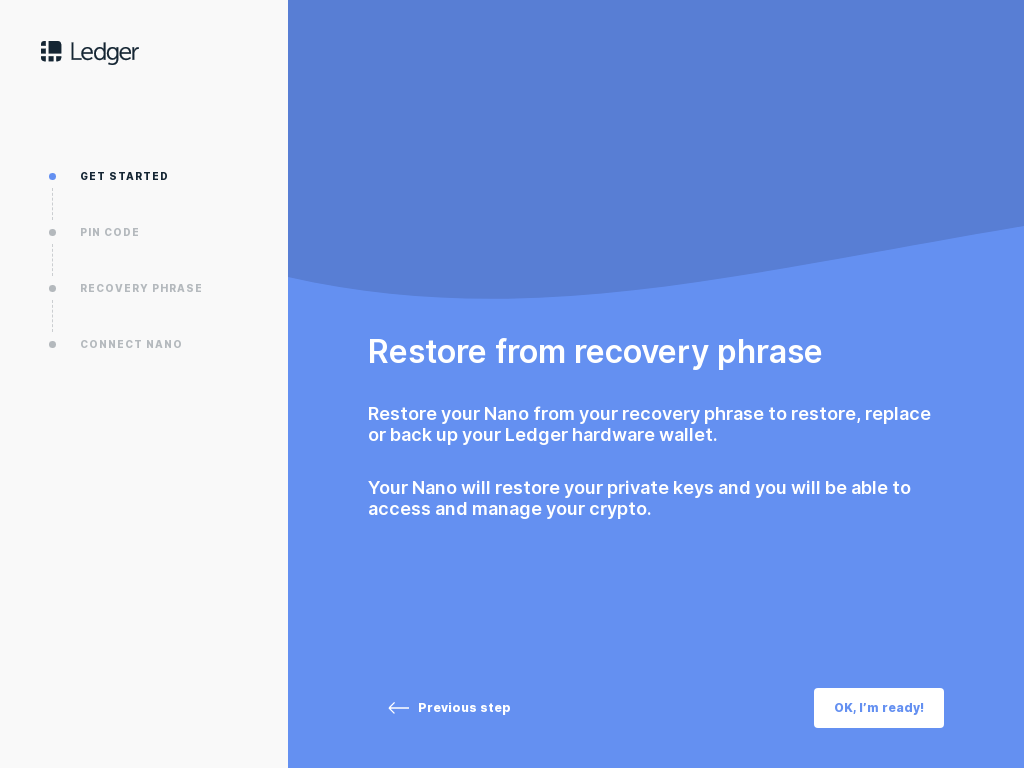 Ledger
GET STARTED
PIN CODE
RECOVERY PHRASE
CONNECT NANO
Restore from recovery phrase
Restore your Nano from your recovery phrase to restore, replace
or back up your Ledger hardware wallet.
Your Nano will restore your private keys and you will be able to
access and manage your crypto.
Previous step
OK, I’m ready!